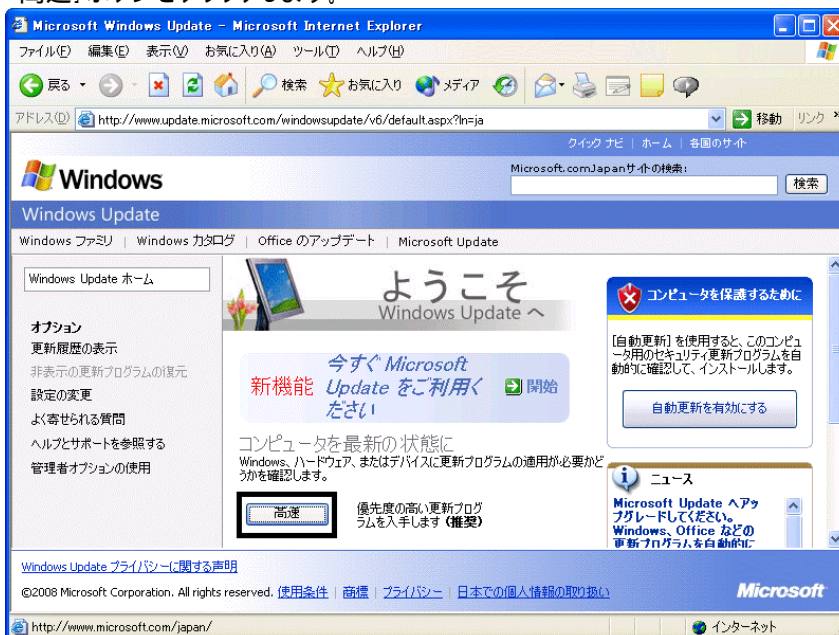 高速]ボタンをクリックします。
Microsoft Windows Update - Microsoft Internet Explorer
ファイル(F) 編集(E) 表示(V) お気に入り(A) ツール(T) ヘルプ(H)
戻る 検索 お気に入り メディア
アドレス(D) http://www.update.microsoft.com/windowsupdate/v6/default.aspx?ln=ja 移動 リンク »
クイック ナビ | ホーム | 各国のサイト
Windows
Microsoft.comJapanサイトの検索:
検索
Windows Update
Windows ファミリ | Windows カタログ | Office のアップデート | Microsoft Update
Windows Update ホーム
オプション
更新履歴の表示
非表示の更新プログラムの復元
設定の変更
よく寄せられる質問
ヘルプとサポートを参照する
管理者オプションの使用
ようこそ
Windows Update へ
新機能
今すぐ Microsoft
Update をご利用く
ださい
開始
コンピュータを最新の状態に
Windows、ハードウェア、またはデバイスに更新プログラムの適用が必要かど
うかを確認します。
高速
優先度の高い更新プログ
ラムを入手します (推奨)
コンピュータを保護するために
[自動更新] を使用すると、このコンピュ
ータ用のセキュリティ更新プログラムを自
動的に確認して、インストールします。
自動更新を有効にする
ニュース
Microsoft Update へアッ
プグレードしてください。
Windows、Office などの
更新プログラムを自動的に
Windows Update プライバシーに関する声明
©2008 Microsoft Corporation. All rights reserved. 使用条件 | 商標 | プライバシー | 日本での個人情報の取り扱い
Microsoft
http://www.microsoft.com/japan/ インターネット